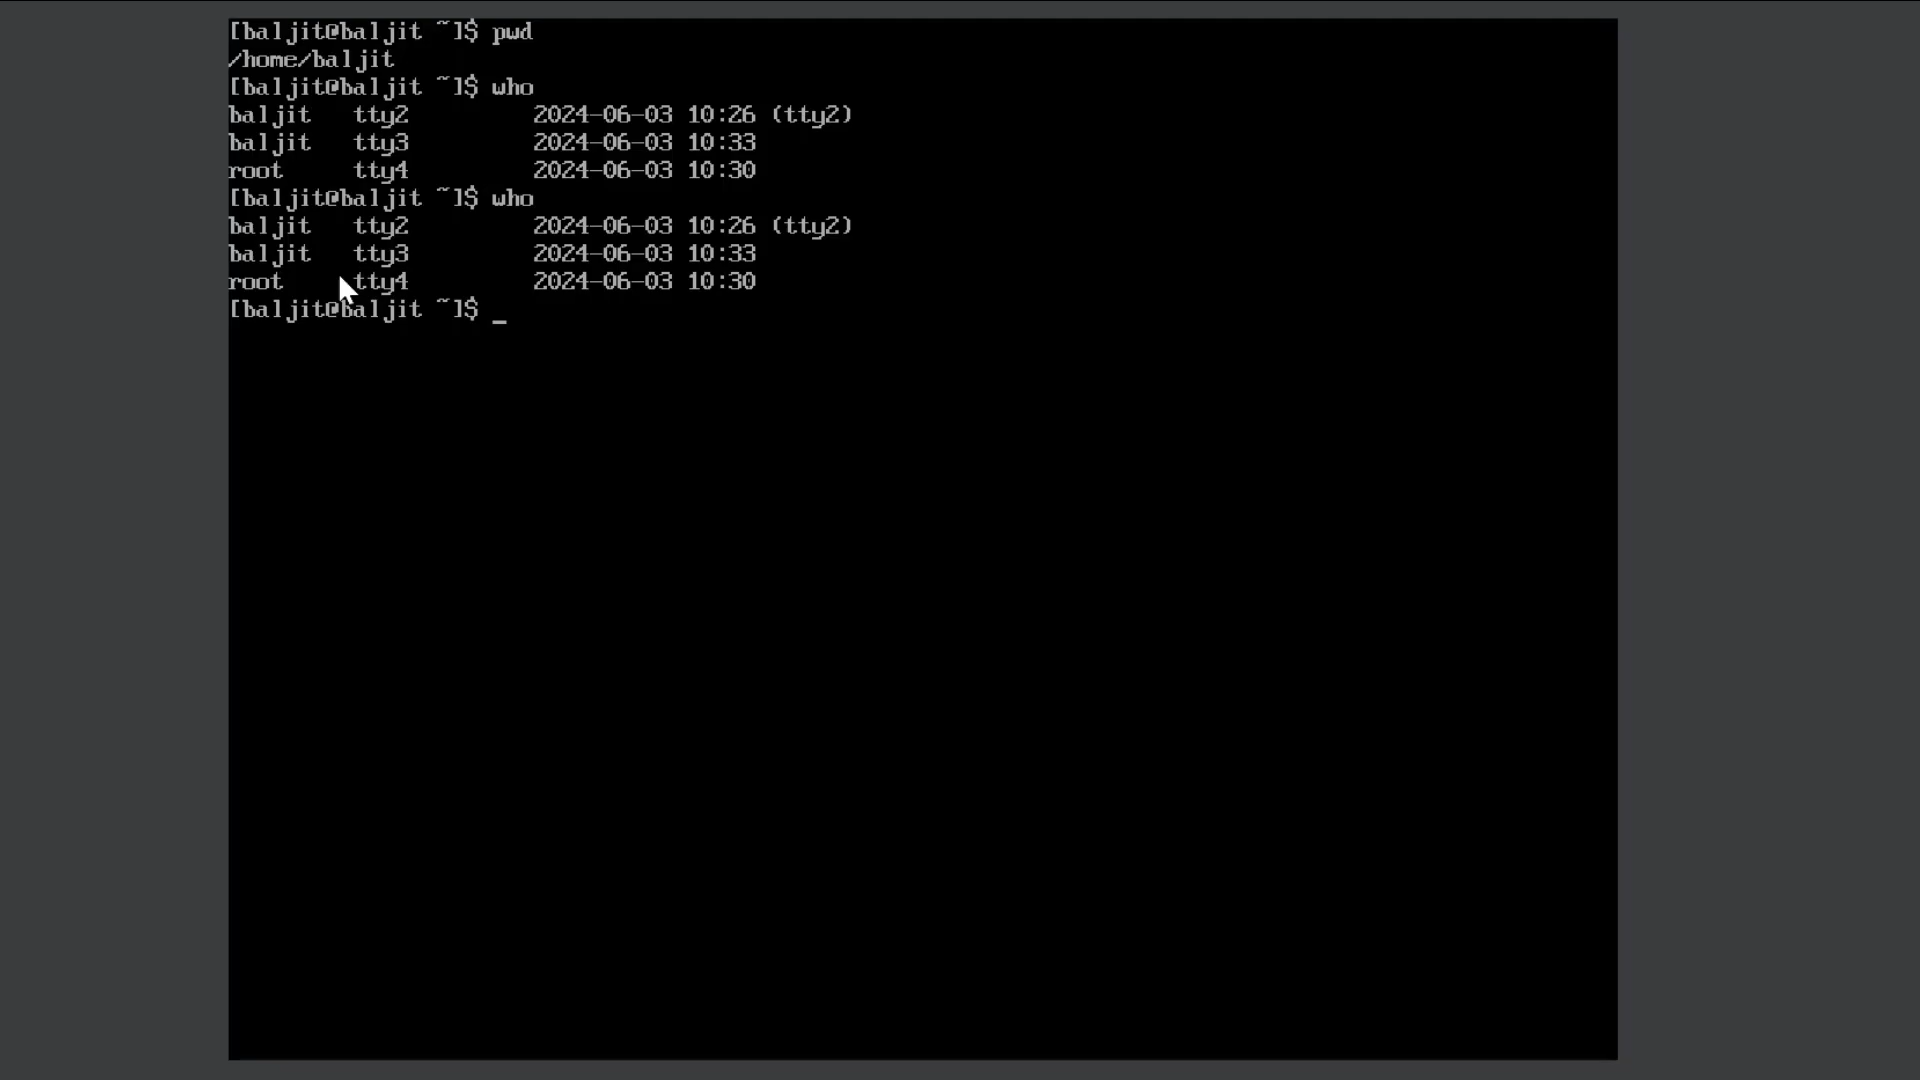 [baljit@baljit ~]$ pwd
/home/baljit
[baljit@baljit ~]$ who
baljit   tty2         2024-06-03 10:26 (tty2)
baljit   tty3         2024-06-03 10:33
root     tty4         2024-06-03 10:30
[baljit@baljit ~]$ who
baljit   tty2         2024-06-03 10:26 (tty2)
baljit   tty3         2024-06-03 10:33
root     tty4         2024-06-03 10:30
[baljit@baljit ~]$ _